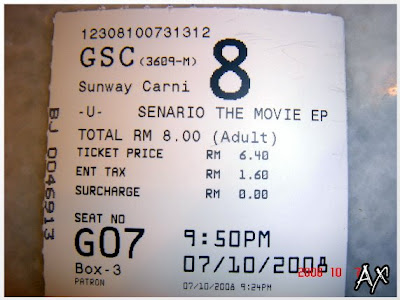 12308100731312
GSC (3609-M) 8
Sunway Carni
-U- SENARIO THE MOVIE EP
TOTAL RM 8.00 (Adult)
TICKET PRICE RM 6.40
ENT TAX RM 1.60
SURCHARGE RM 0.00
SEAT NO
G07 9:50PM
Box-3 07/10/2008
PATRON 07/10/2008 9:24PM
BJ 0046913
2008 10
AX